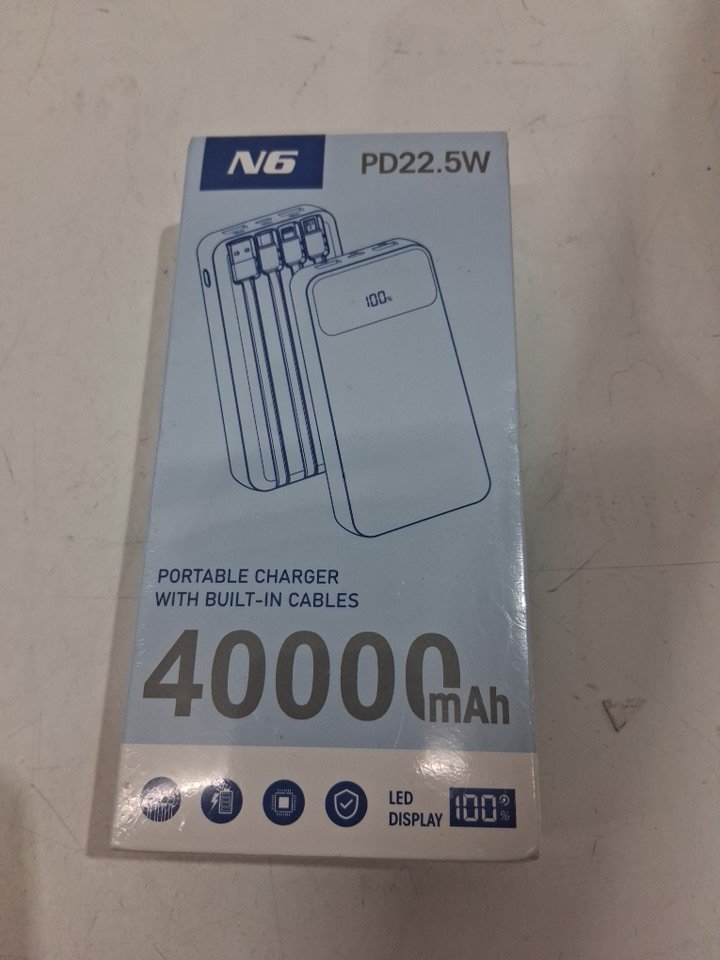 N6
PD22.5W
100%
PORTABLE CHARGER
WITH BUILT-IN CABLES
40000mAh
LED
DISPLAY
100%